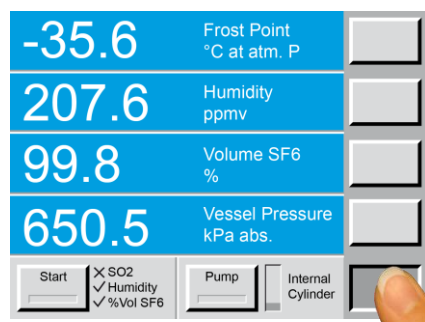 -35.6 Frost Point
°C at atm. P
207.6 Humidity
ppmv
99.8 Volume SF6
%
650.5 Vessel Pressure
kPa abs.
Start
SO2
Humidity
%Vol SF6
Pump
Internal
Cylinder